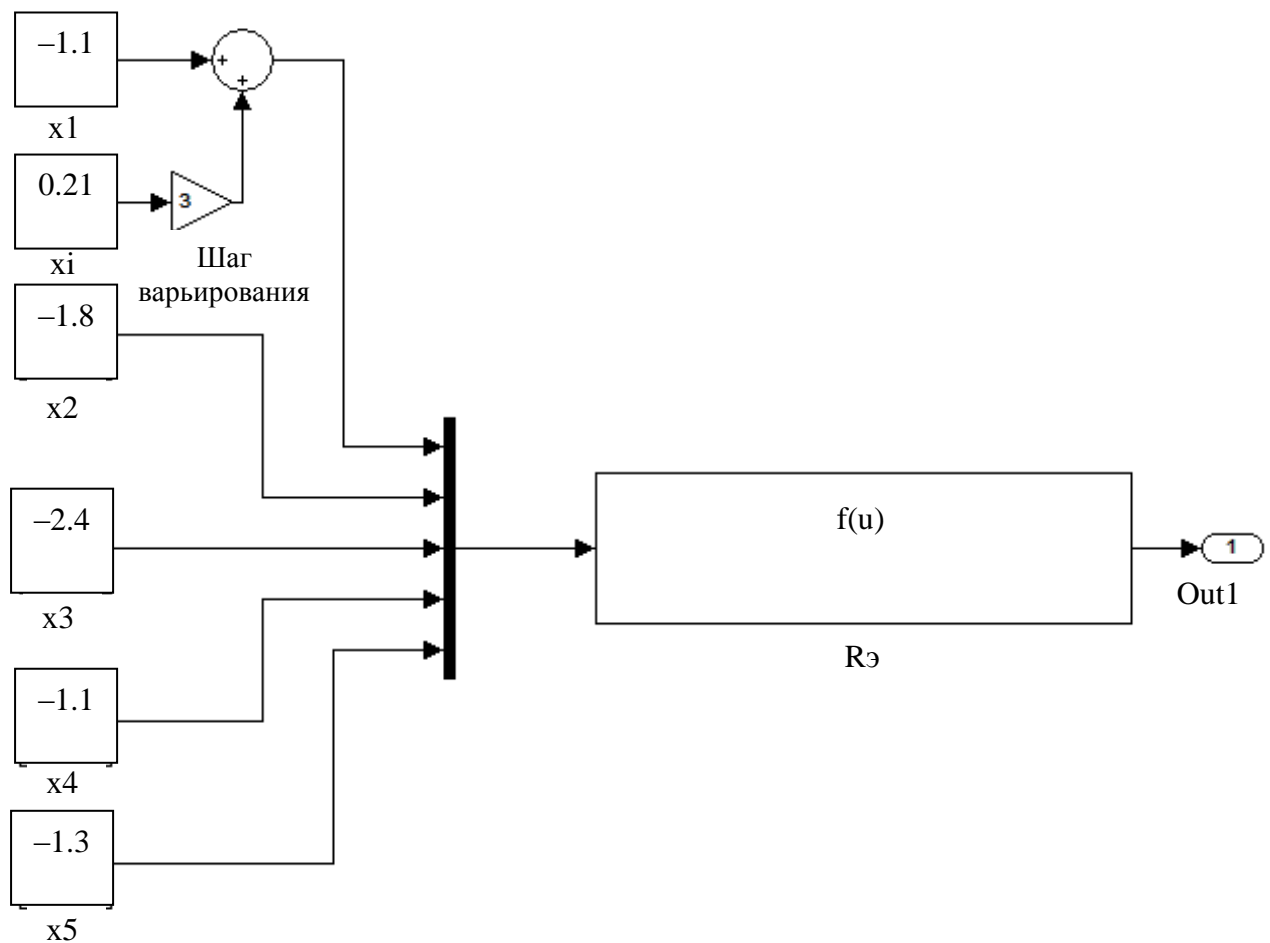 –1.1
+
+
x1
0.21
3
xi
Шаг
варьирования
–1.8
x2
–2.4
f(u)
1
x3
Out1
Rэ
–1.1
x4
–1.3
x5